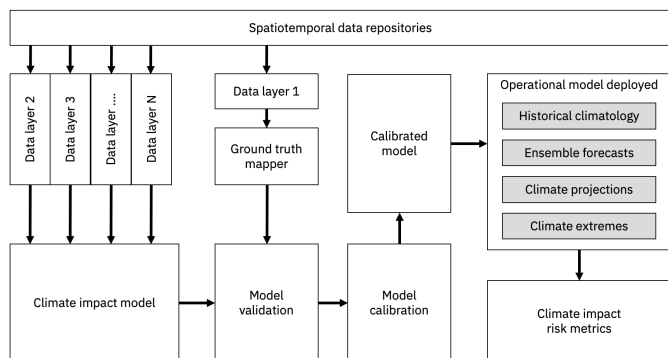 Spatiotemporal data repositories
Data layer 2
Data layer 3
Data layer ....
Data layer N
Data layer 1
Ground truth
mapper
Calibrated
model
Operational model deployed
Historical climatology
Ensemble forecasts
Climate projections
Climate extremes
Climate impact model
Model
validation
Model
calibration
Climate impact
risk metrics